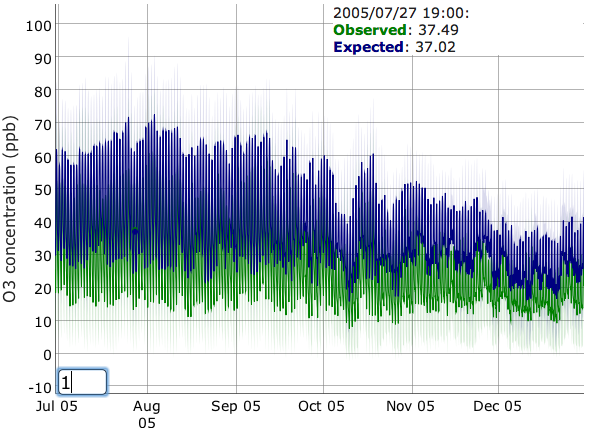 2005/07/27 19:00:
Observed: 37.49
Expected: 37.02
O3 concentration (ppb)
100
90
80
70
60
50
40
30
20
10
0
-10
1
Jul 05
Aug
05
Sep 05
Oct 05
Nov 05
Dec 05